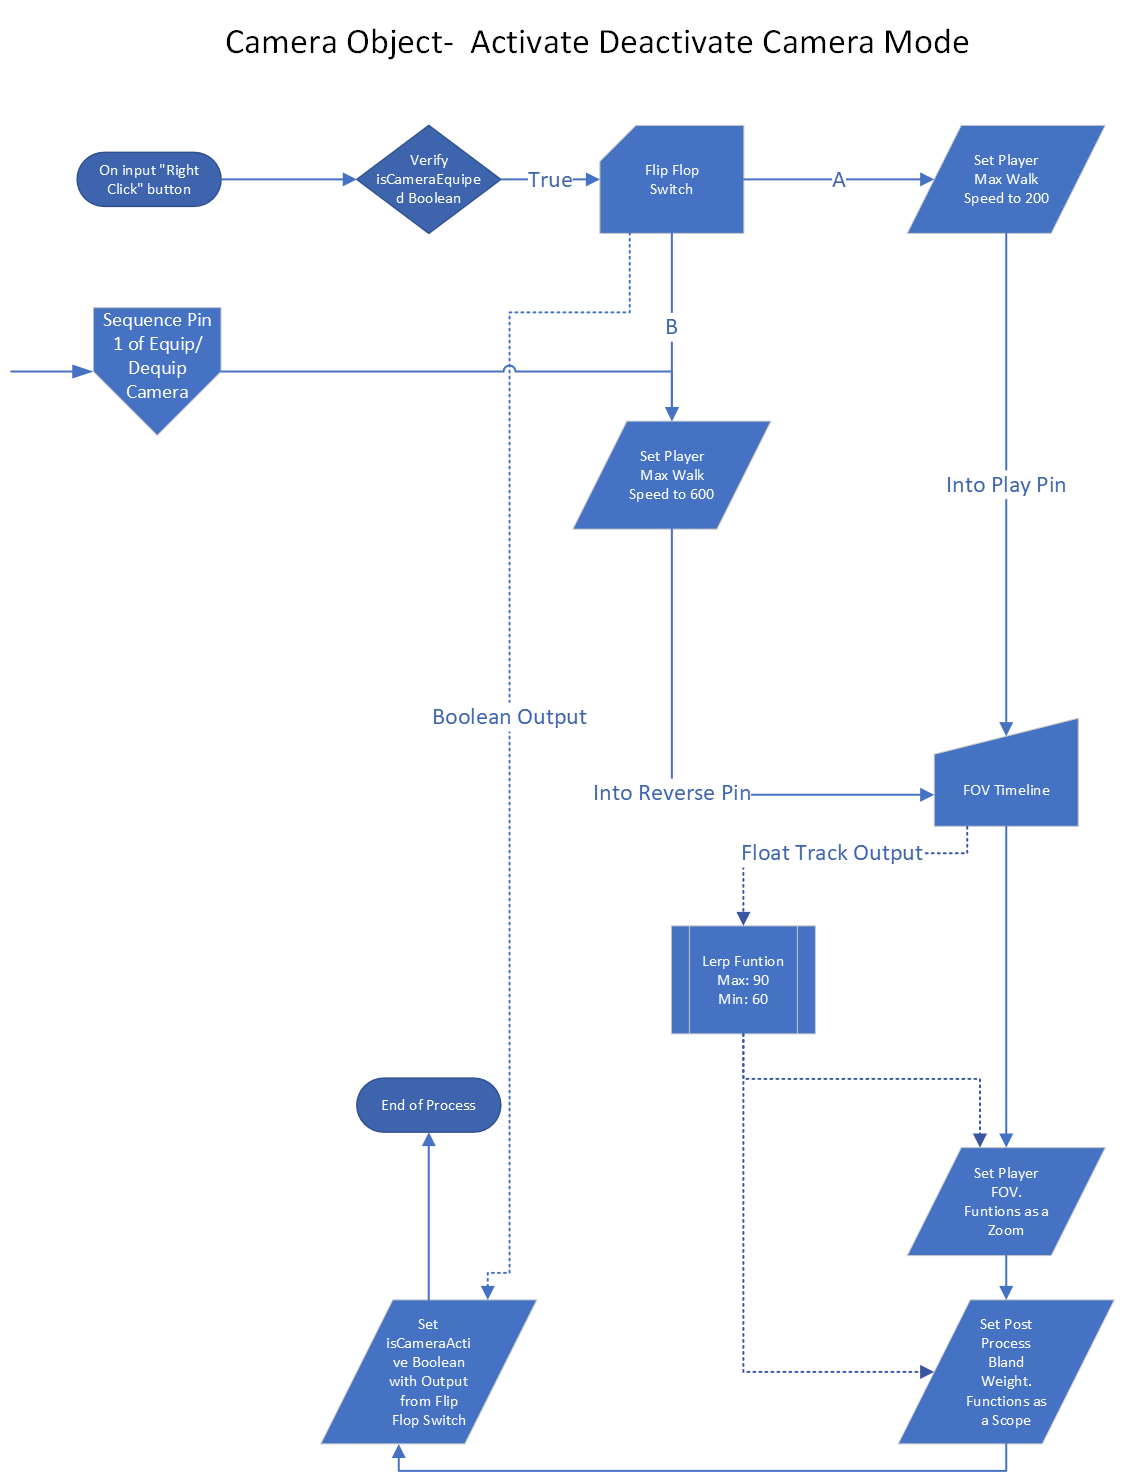 Camera Object-  Activate Deactivate Camera Mode
On input "Right
Click" button
Verify
isCameraEquipe
d Boolean
True
Flip Flop
Switch
A
Set Player
Max Walk
Speed to 200
Sequence Pin
1 of Equip/
Dequip
Camera
B
Set Player
Max Walk
Speed to 600
Into Play Pin
Boolean Output
Into Reverse Pin
FOV Timeline
Float Track Output
Lerp Funtion
Max: 90
Min: 60
End of Process
Set Player
FOV.
Funtions as a
Zoom
Set
isCameraActi
ve Boolean
with Output
from Flip
Flop Switch
Set Post
Process
Bland
Weight.
Functions as
a Scope